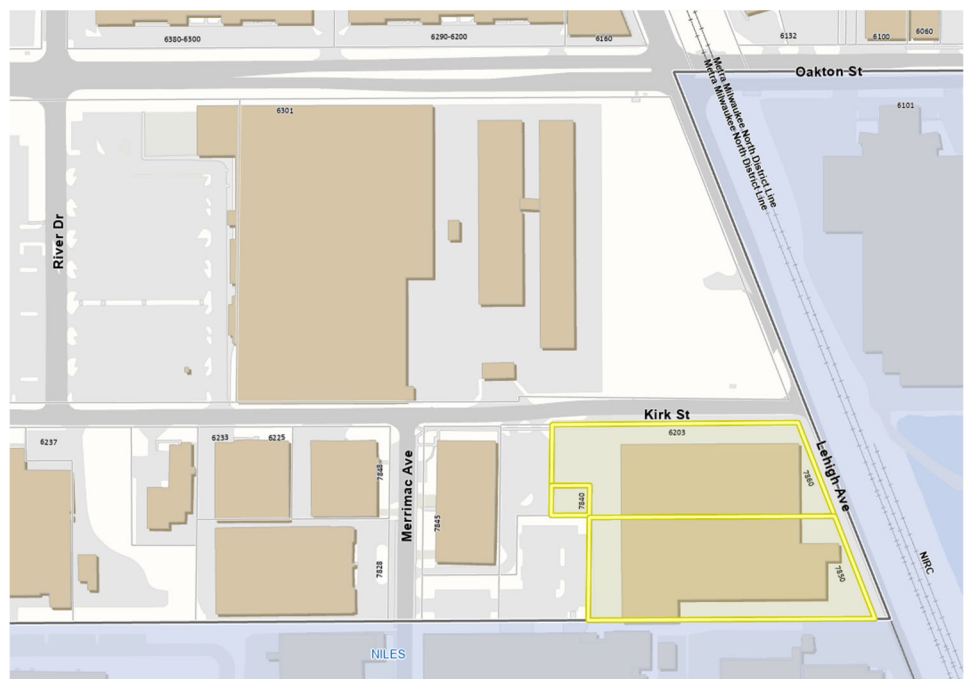 6380-6300
6290-6200
6160
6132
6100
6060
Oakton St
Metra Milwaukee North District Line
Metra Milwaukee North District Line
6301
6101
River Dr
Kirk St
6237
6233
6225
7848
Merrimac Ave
7845
6203
7860
Lehigh Ave
7840
7828
7850
NIRC
NILES